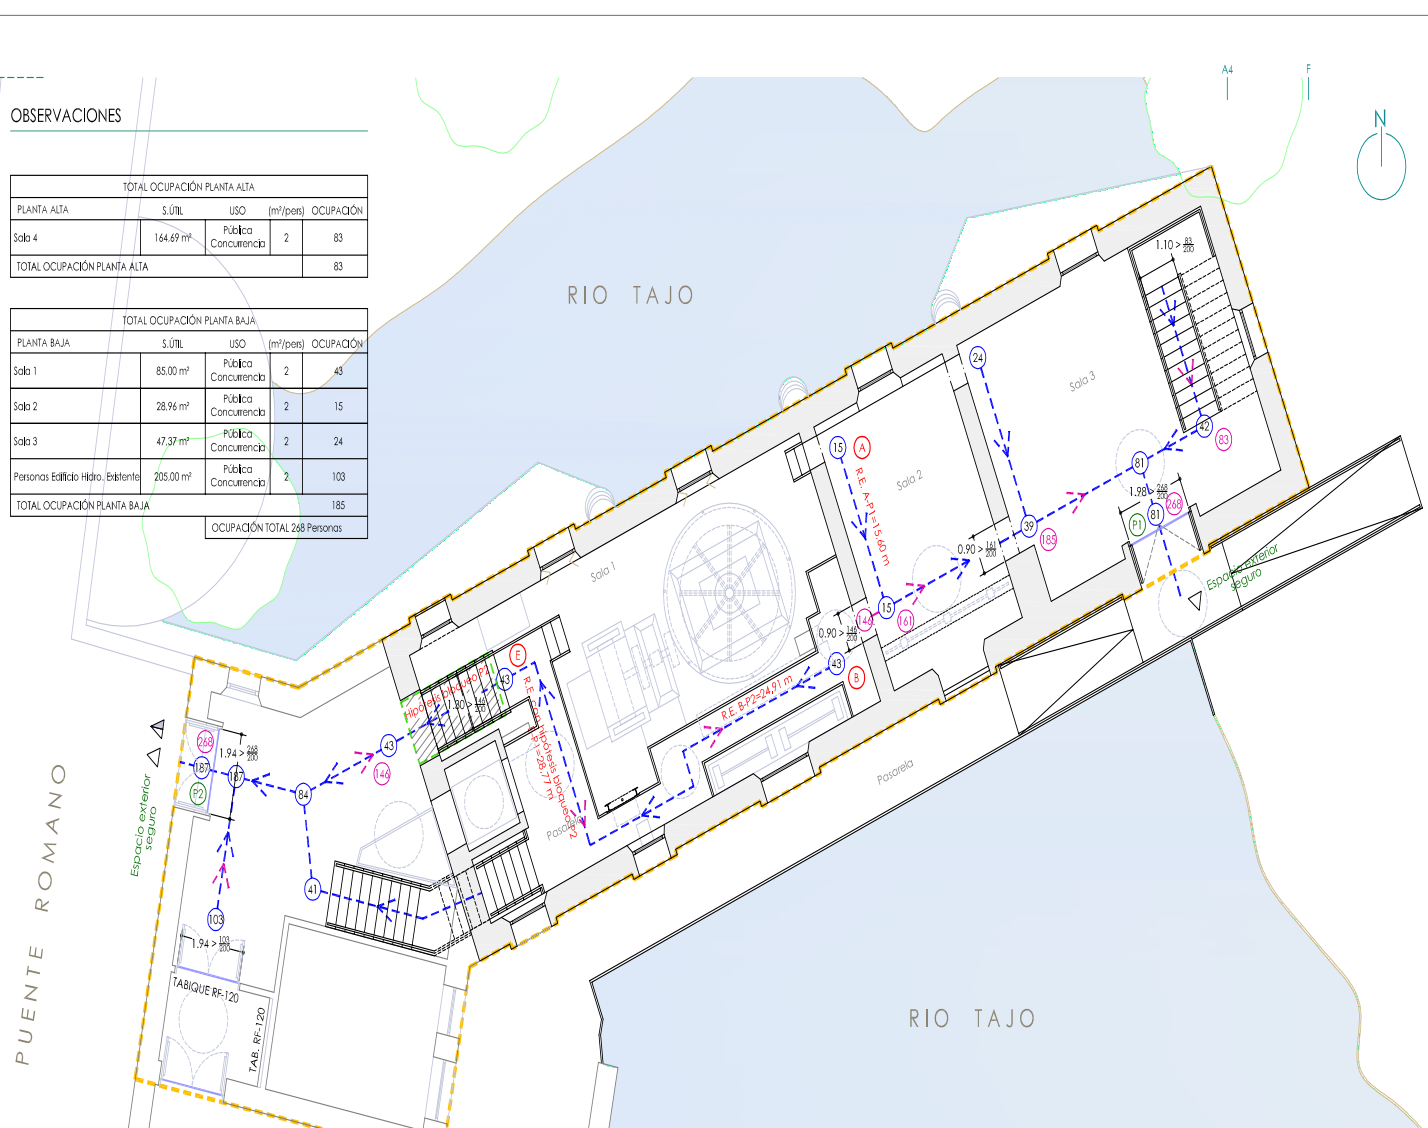 A4 F
N
OBSERVACIONES
TOTAL OCUPACIÓN PLANTA ALTA
PLANTA ALTA S.ÚTIL USO (m²/pers) OCUPACIÓN
Sala 4 164.69 m² Pública Concurrencia 2 83
TOTAL OCUPACIÓN PLANTA ALTA 83
TOTAL OCUPACIÓN PLANTA BAJA
PLANTA BAJA S.ÚTIL USO (m²/pers) OCUPACIÓN
Sala 1 85.00 m² Pública Concurrencia 2 43
Sala 2 28.96 m² Pública Concurrencia 2 15
Sala 3 47.37 m² Pública Concurrencia 2 24
Personas Edificio Hidro. Existente 205.00 m² Pública Concurrencia 2 103
TOTAL OCUPACIÓN PLANTA BAJA 185
OCUPACIÓN TOTAL 268 Personas
RIO TAJO
1.10 > 83/200
24
Sala 3
42
83
15
A
R.E. A-P1=15.60 m
Sala 2
81
1.98 > 268/200
268
81
P1
39
185
0.90 > 161/200
Espacio exterior
seguro
Sala 1
15
146
161
0.90 > 146/200
43
B
R.E. B-P2=24,91 m
E
43
Hipótesis bloqueo P2
1.30 > 146/200
43
146
Pasarela
Pasarela
268
1.94 > 268/200
187
187
P2
84
Espacio exterior
seguro
41
103
1.94 > 103/200
TABIQUE RF-120
TAB. RF-120
PUENTE ROMANO
RIO TAJO